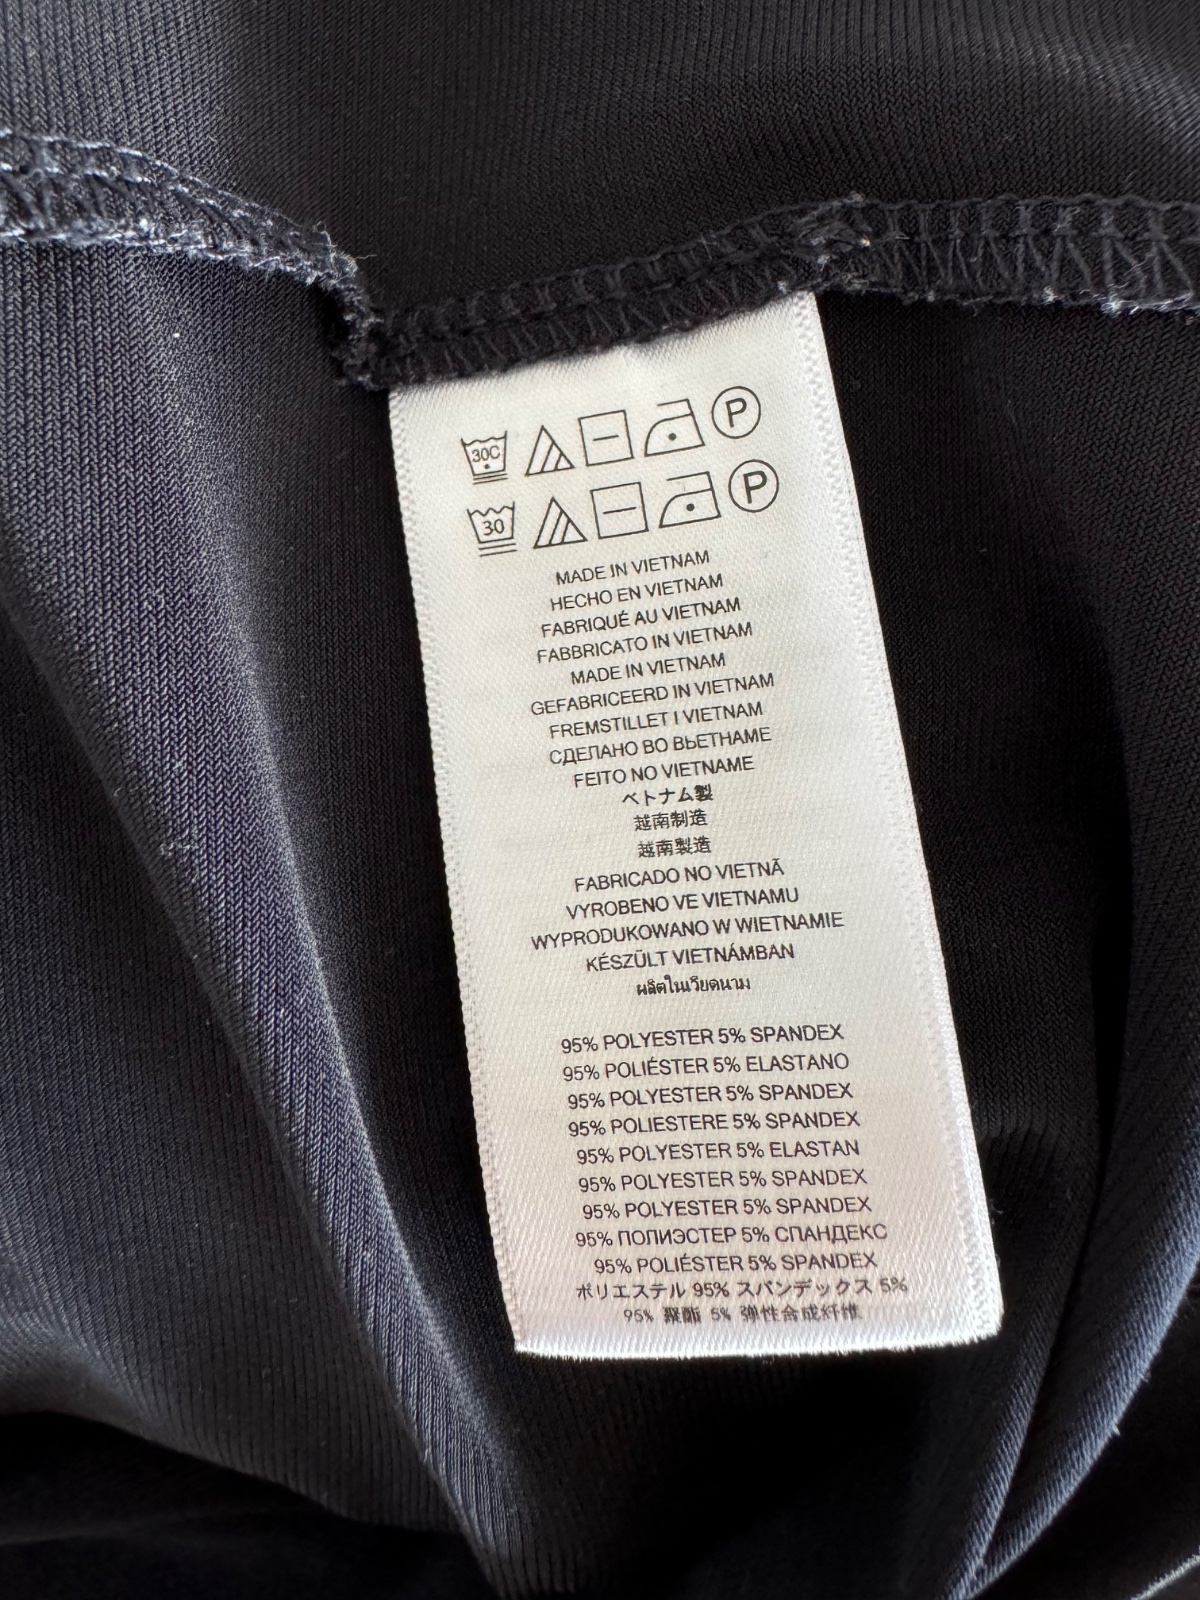 30C P
30 P
MADE IN VIETNAM
HECHO EN VIETNAM
FABRIQUÉ AU VIETNAM
FABBRICATO IN VIETNAM
MADE IN VIETNAM
GEFABRICEERD IN VIETNAM
FREMSTILLET I VIETNAM
СДЕЛАНО ВО ВЬЕТНАМЕ
FEITO NO VIETNAME
ベトナム製
越南制造
越南製造
FABRICADO NO VIETNÃ
VYROBENO VE VIETNAMU
WYPRODUKOWANO W WIETNAMIE
KÉSZÜLT VIETNÁMBAN
ผลิตในเวียดนาม
95% POLYESTER 5% SPANDEX
95% POLIÉSTER 5% ELASTANO
95% POLYESTER 5% SPANDEX
95% POLIESTERE 5% SPANDEX
95% POLYESTER 5% ELASTAN
95% POLYESTER 5% SPANDEX
95% POLYESTER 5% SPANDEX
95% ПОЛИЭСТЕР 5% СПАНДЕКС
95% POLIÉSTER 5% SPANDEX
ポリエステル 95% スパンデックス 5%
95% 聚酯 5% 弹性合成纤维